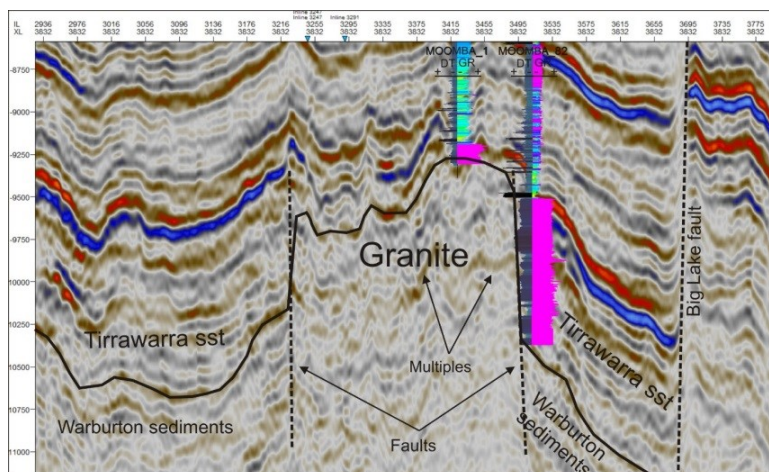 Inline 3247 Inline 3291
IL 2936 2976 3016 3056 3096 3136 3176 3216 3255 3295 3335 3375 3415 3455 3495 3535 3575 3615 3655 3695 3735 3775
XL 3832 3832 3832 3832 3832 3832 3832 3832 3832 3832 3832 3832 3832 3832 3832 3832 3832 3832 3832 3832 3832 3832
MOOMBA_1 MOOMBA_82
DT GR DT GR
-8750
-9000
-9250
-9500
-9750
-10000
-10250
-10500
-10750
-11000
Granite
Big Lake fault
Tirrawarra sst
Tirrawarra sst
Multiples
Warburton sediments
Faults
Warburton
sediments